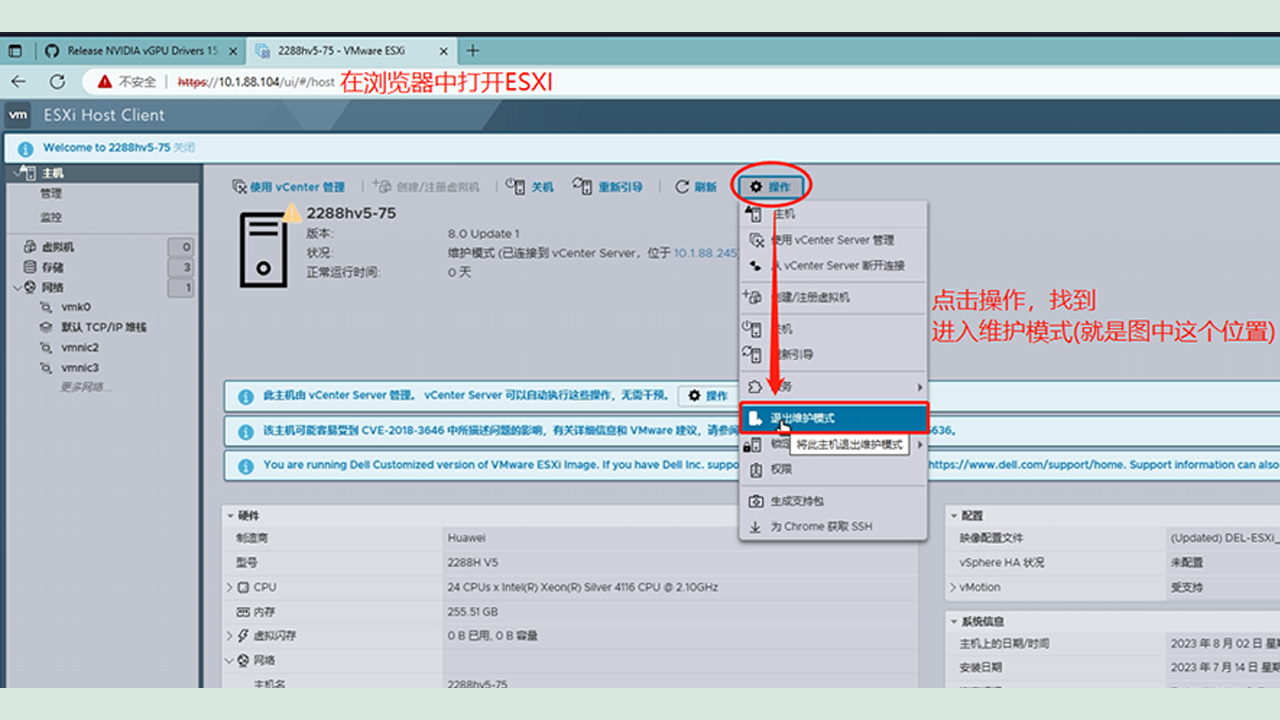 Release NVIDIA vGPU Drivers 15.
2288hv5-75 - VMware ESXi
不安全
https://10.1.88.104/ui/#/host
在浏览器中打开ESXI
vm
ESXi Host Client
Welcome to 2288hv5-75 关闭
主机
管理
监控
虚拟机 0
存储 3
网络 1
vmk0
默认 TCP/IP 堆栈
vmnic2
vmnic3
更多网络...
使用 vCenter 管理
创建/注册虚拟机
关机
重新引导
刷新
操作
2288hv5-75
版本: 8.0 Update 1
状况: 维护模式 (已连接到 vCenter Server，位于 10.1.88.245
正常运行时间: 0 天
主机
使用 vCenter Server 管理
从 vCenter Server 断开连接
创建/注册虚拟机
关机
重新引导
服务
退出维护模式
锁定
将此主机退出维护模式
权限
生成支持包
为 Chrome 获取 SSH
点击操作，找到
进入维护模式(就是图中这个位置)
此主机由 vCenter Server 管理。 vCenter Server 可以自动执行这些操作，无需干预。
操作
该主机可能容易受到 CVE-2018-3646 中所描述问题的影响，有关详细信息和 VMware 建议，请参阅
3636。
You are running Dell Customized version of VMware ESXi Image. If you have Dell Inc. suppo
https://www.dell.com/support/home. Support information can also
硬件
制造商 Huawei
型号 2288H V5
CPU 24 CPUs x Intel(R) Xeon(R) Silver 4116 CPU @ 2.10GHz
内存 255.51 GB
虚拟闪存 0 B 已用, 0 B 容量
网络
主机名 2288hv5-75
配置
映像配置文件 (Updated) DEL-ESXi_
vSphere HA 状况 未配置
vMotion 受支持
系统信息
主机上的日期/时间 2023 年 8 月 02 日 星
安装日期 2023 年 7 月 14 日 星期